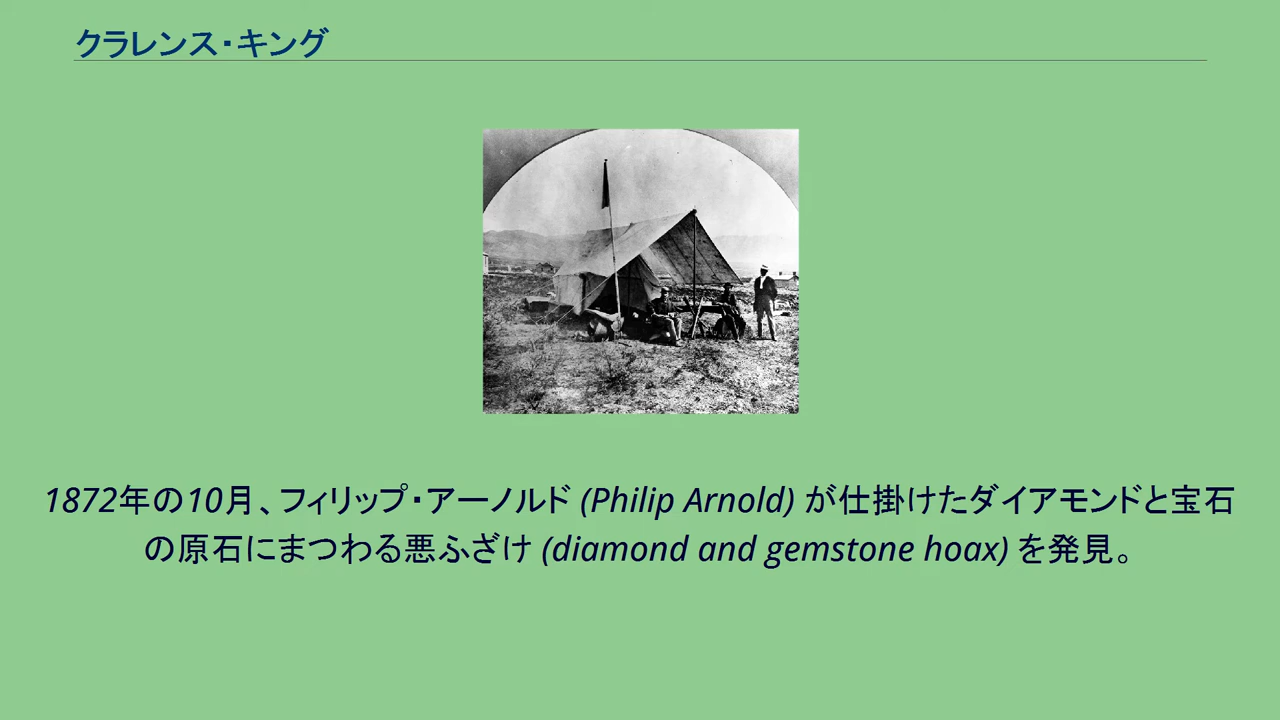 クラレンス・キング
1872年の10月、フィリップ・アーノルド (Philip Arnold) が仕掛けたダイアモンドと宝石
の原石にまつわる悪ふざけ (diamond and gemstone hoax) を発見。